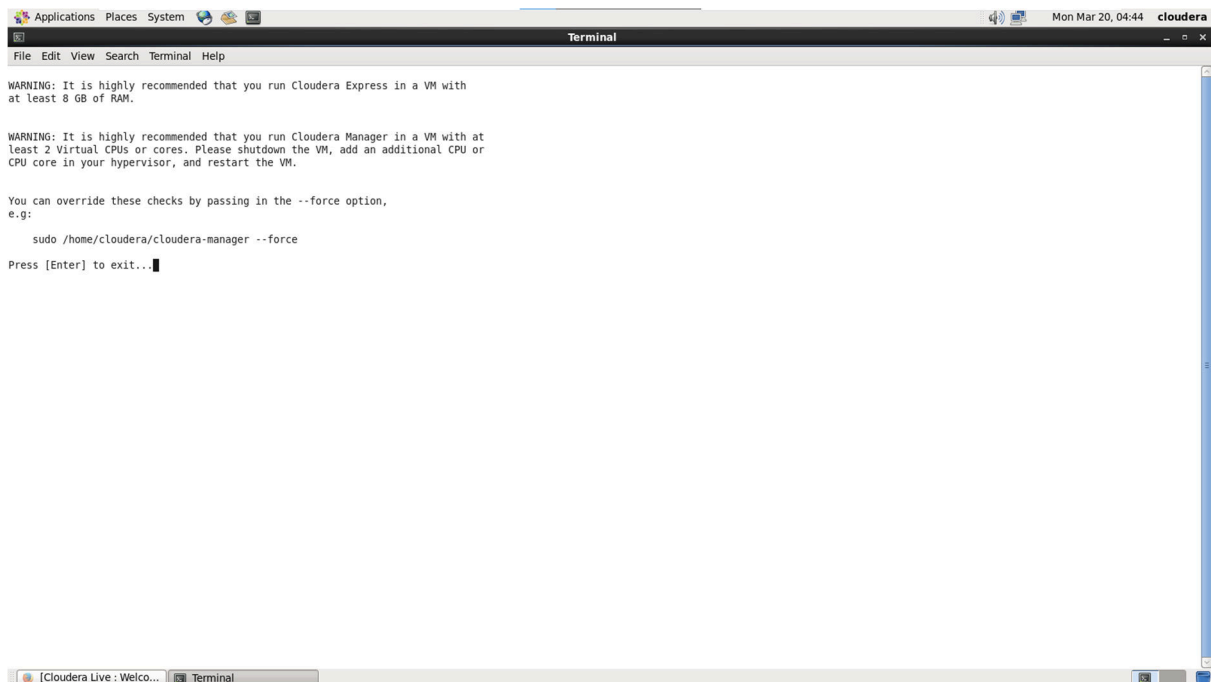 Applications Places System
Mon Mar 20, 04:44 cloudera
Terminal
File Edit View Search Terminal Help
WARNING: It is highly recommended that you run Cloudera Express in a VM with
at least 8 GB of RAM.
WARNING: It is highly recommended that you run Cloudera Manager in a VM with at
least 2 Virtual CPUs or cores. Please shutdown the VM, add an additional CPU or
CPU core in your hypervisor, and restart the VM.
You can override these checks by passing in the --force option,
e.g:
sudo /home/cloudera/cloudera-manager --force
Press [Enter] to exit...
[Cloudera Live : Welco... Terminal